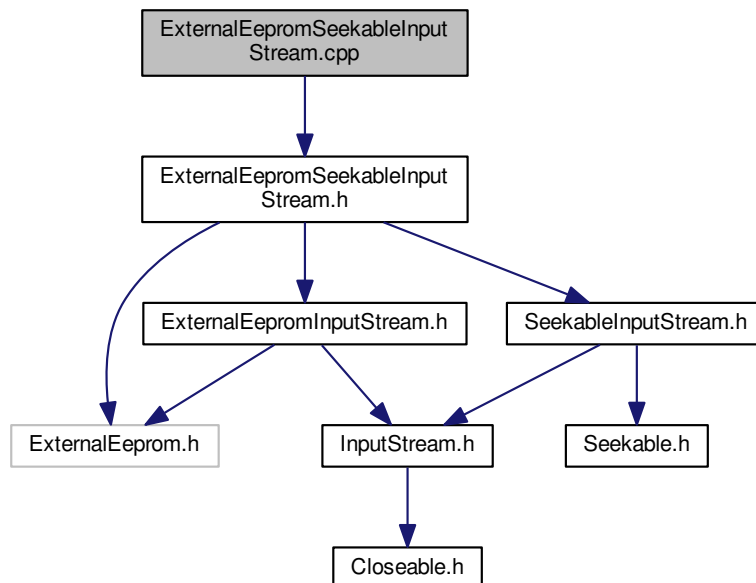 ExternalEepromSeekableInput
Stream.cpp
ExternalEepromSeekableInput
Stream.h
ExternalEepromInputStream.h
SeekableInputStream.h
ExternalEeprom.h
InputStream.h
Seekable.h
Closeable.h